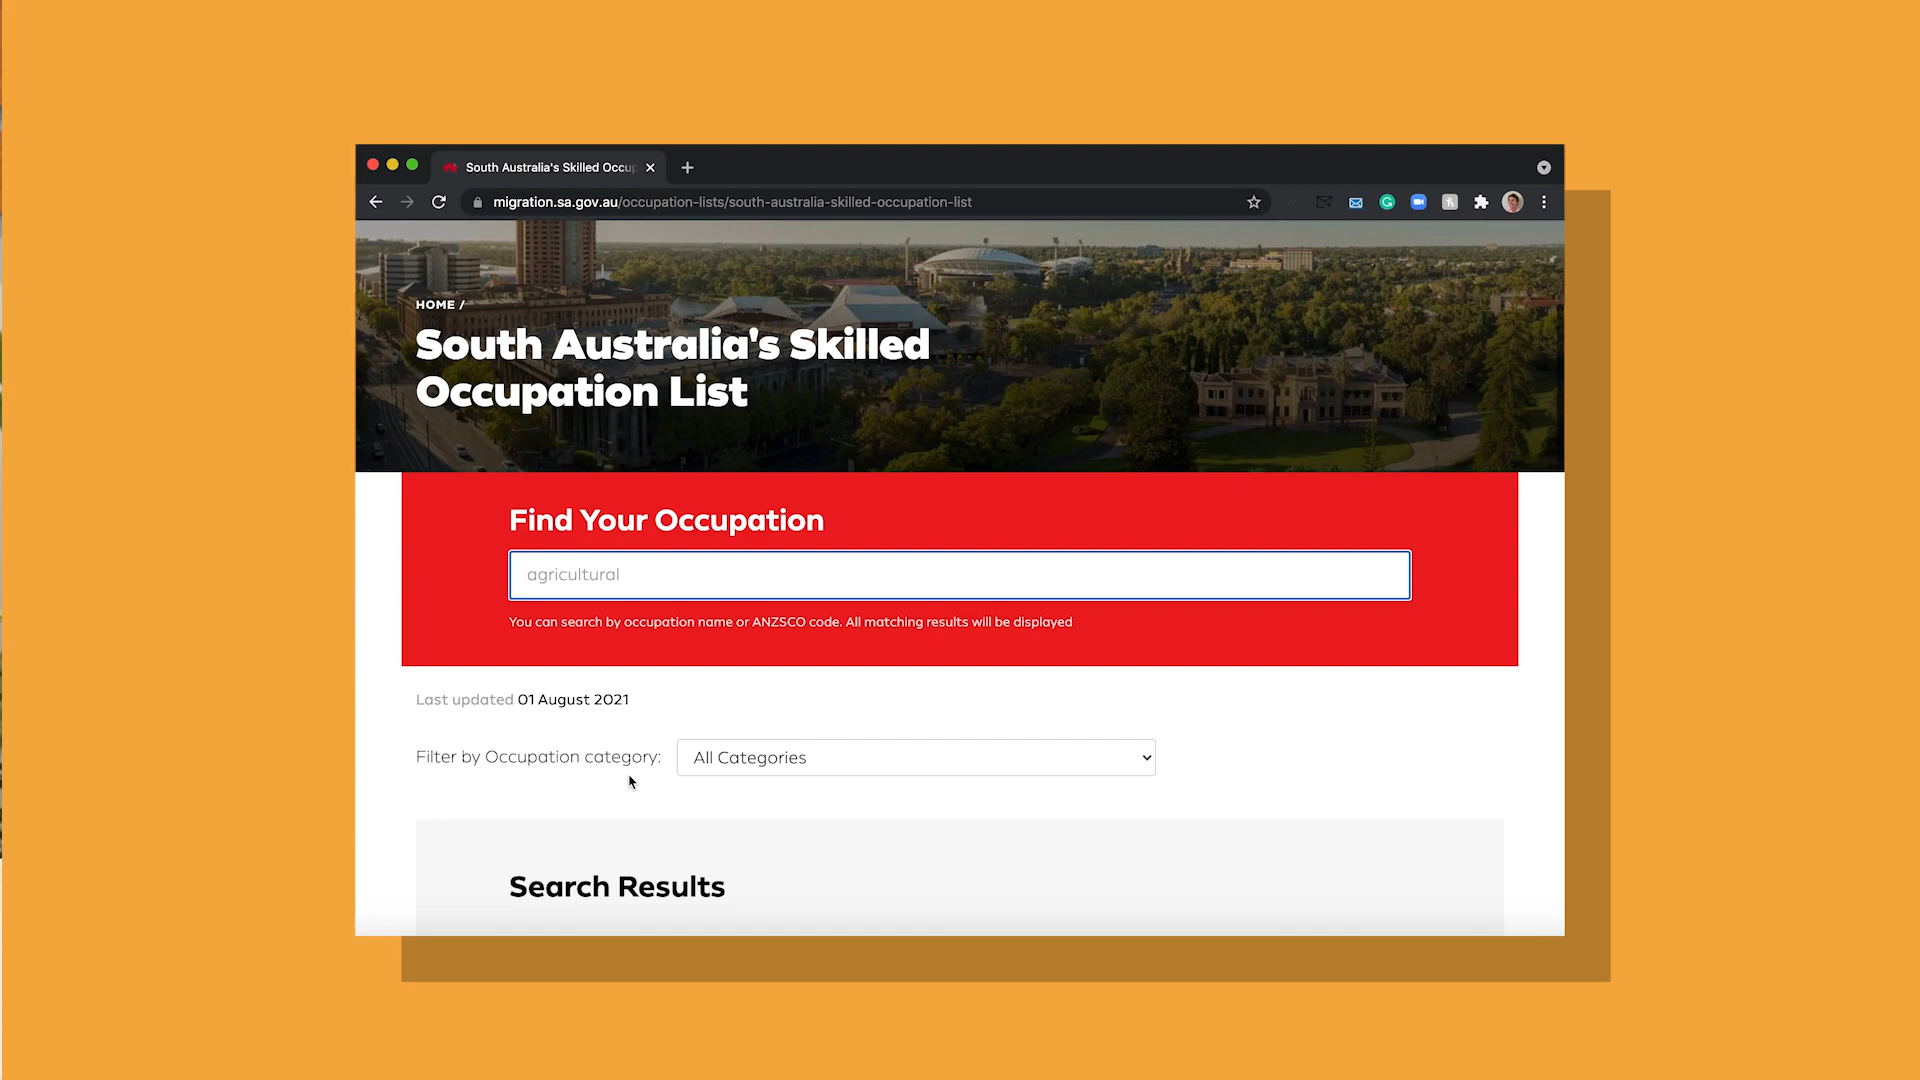 South Australia's Skilled Occup
migration.sa.gov.au/occupation-lists/south-australia-skilled-occupation-list
HOME /
South Australia's Skilled
Occupation List
Find Your Occupation
agricultural
You can search by occupation name or ANZSCO code. All matching results will be displayed
Last updated 01 August 2021
Filter by Occupation category: All Categories
Search Results